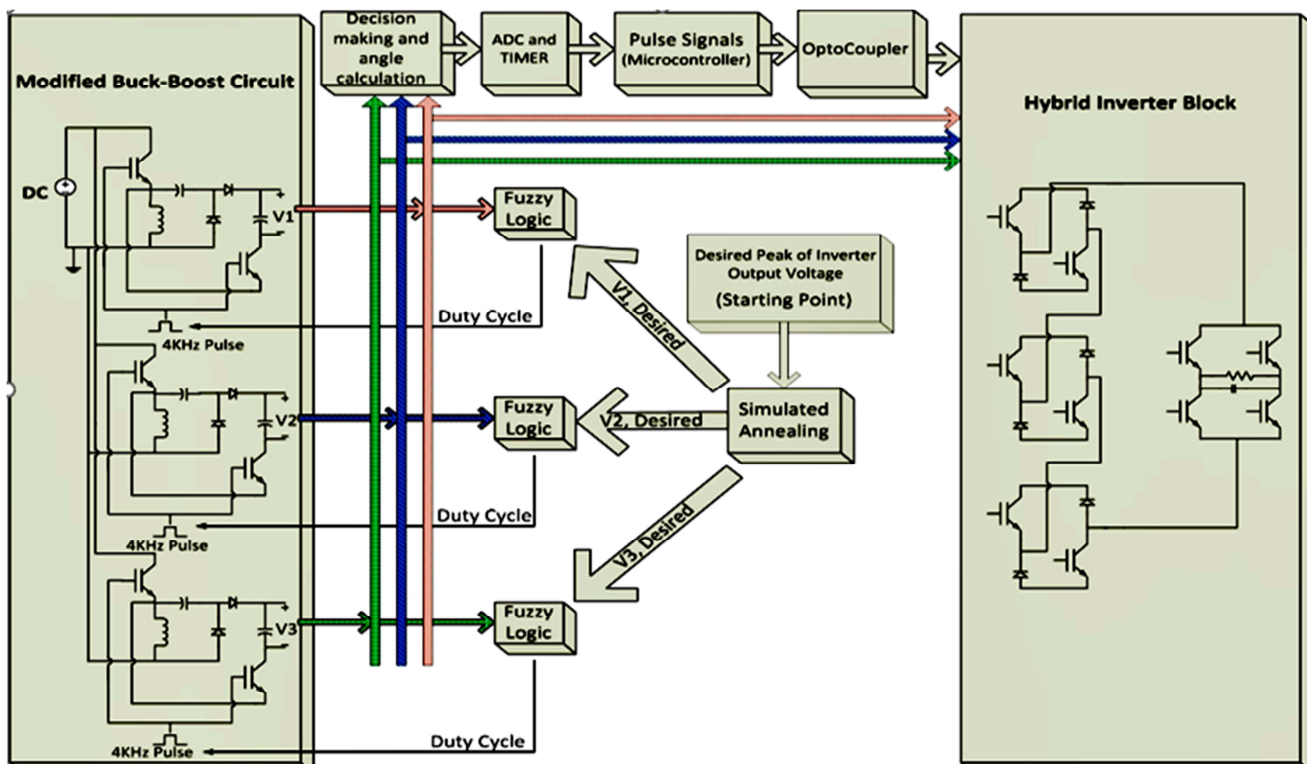 Modified Buck-Boost Circuit
DC
V1
4KHz Pulse
V2
4KHz Pulse
V3
4KHz Pulse
Decision
making and
angle
calculation
ADC and
TIMER
Pulse Signals
(Microcontroller)
OptoCoupler
Fuzzy
Logic
Duty Cycle
Fuzzy
Logic
Duty Cycle
Fuzzy
Logic
Duty Cycle
V1, Desired
V2, Desired
V3, Desired
Desired Peak of Inverter
Output Voltage
(Starting Point)
Simulated
Annealing
Hybrid Inverter Block